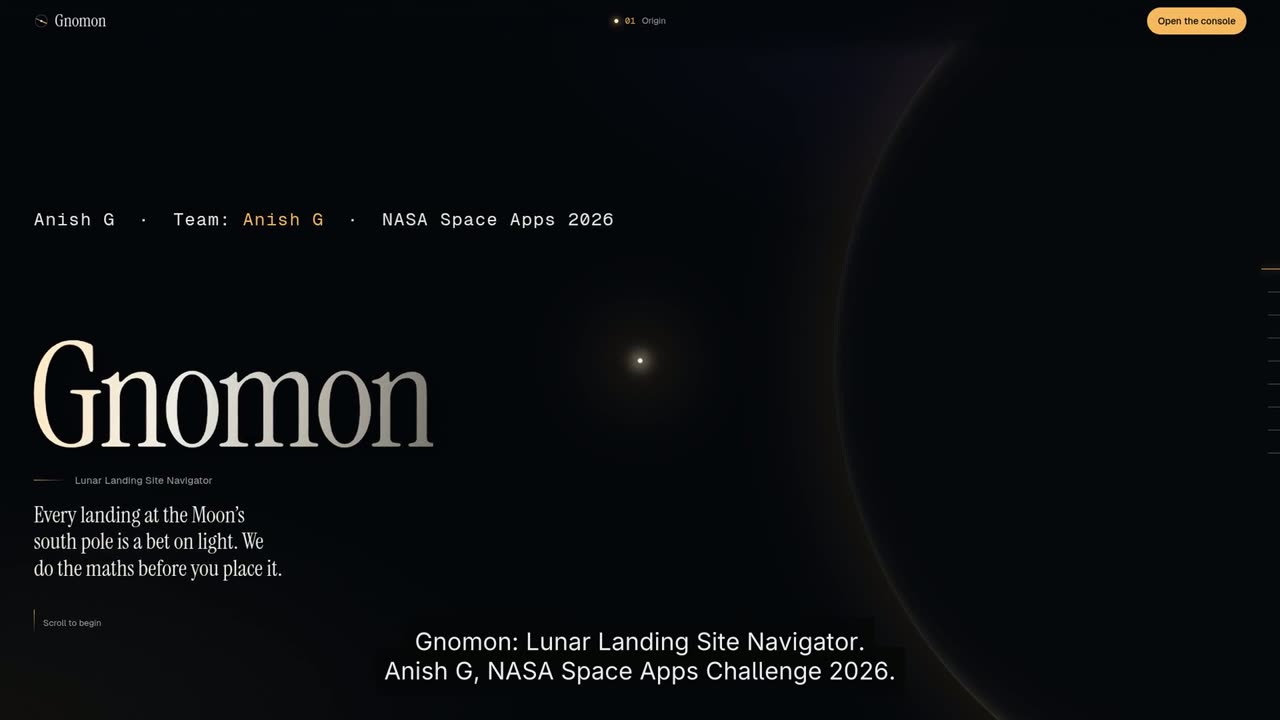 Gnomon
01 Origin
Open the console
Anish G · Team: Anish G · NASA Space Apps 2026
Gnomon
Lunar Landing Site Navigator
Every landing at the Moon’s
south pole is a bet on light. We
do the maths before you place it.
Scroll to begin
Gnomon: Lunar Landing Site Navigator.
Anish G, NASA Space Apps Challenge 2026.